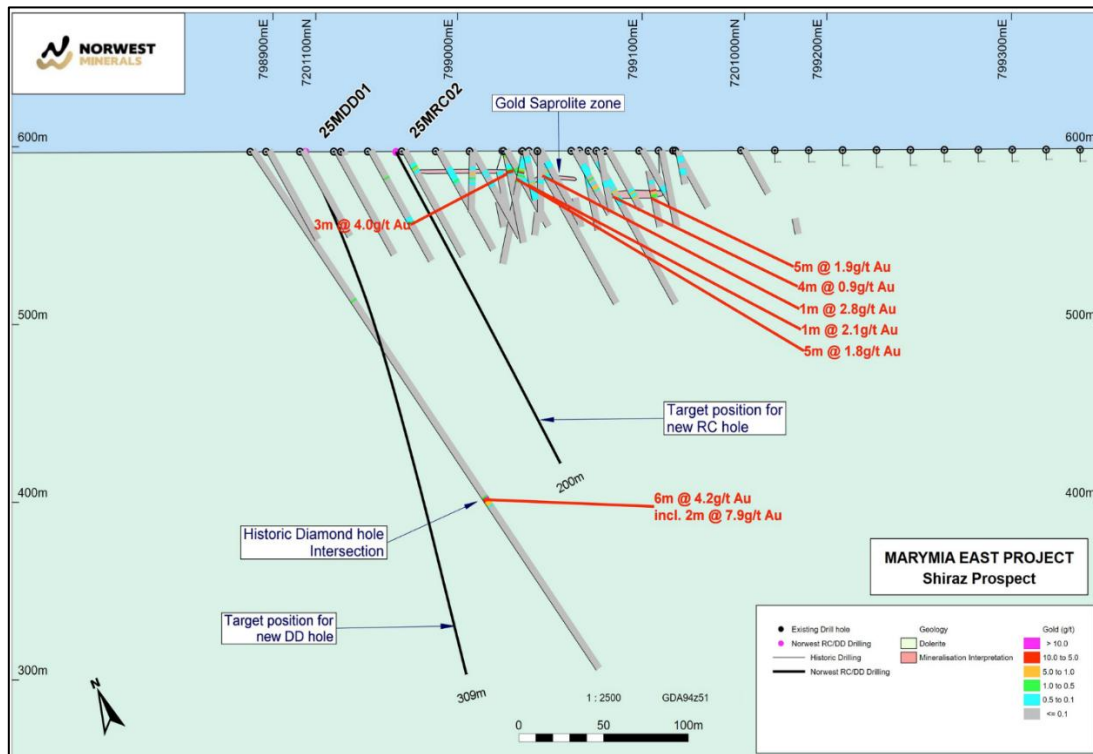 NORWEST
MINERALS
798900mE
7201100mN
799000mE
799100mE
7201000mN
799200mE
799300mE
25MDD01
25MRC02
Gold Saprolite zone
600m
600m
3m @ 4.0g/t Au
5m @ 1.9g/t Au
4m @ 0.9g/t Au
1m @ 2.8g/t Au
1m @ 2.1g/t Au
5m @ 1.8g/t Au
500m
500m
Target position for
new RC hole
200m
400m
400m
6m @ 4.2g/t Au
incl. 2m @ 7.9g/t Au
Historic Diamond hole
Intersection
MARYMIA EAST PROJECT
Shiraz Prospect
Target position for
new DD hole
300m
309m
N
1 : 2500
GDA94z51
0
50
100m
Existing Drill hole
Norwest RC/DD Drilling
Historic Drilling
Norwest RC/DD Drilling
Geology
Dolerite
Mineralisation Interpretation
Gold (g/t)
> 10.0
10.0 to 5.0
5.0 to 1.0
1.0 to 0.5
0.5 to 0.1
<= 0.1